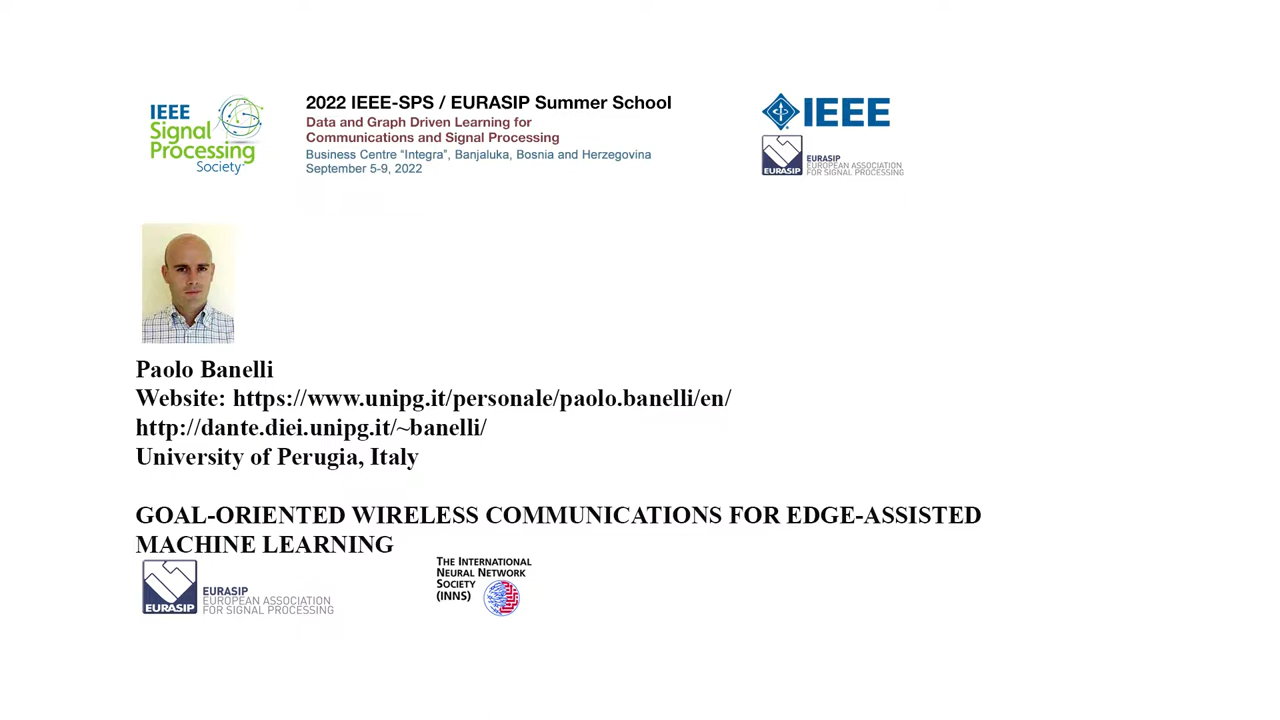 IEEE
Signal
Processing
Society
2022 IEEE-SPS / EURASIP Summer School
Data and Graph Driven Learning for
Communications and Signal Processing
Business Centre “Integra”, Banjaluka, Bosnia and Herzegovina
September 5-9, 2022
IEEE
EURASIP
EURASIP
EUROPEAN ASSOCIATION
FOR SIGNAL PROCESSING
Paolo Banelli
Website: https://www.unipg.it/personale/paolo.banelli/en/
http://dante.diei.unipg.it/~banelli/
University of Perugia, Italy
GOAL-ORIENTED WIRELESS COMMUNICATIONS FOR EDGE-ASSISTED
MACHINE LEARNING
EURASIP
EURASIP
EUROPEAN ASSOCIATION
FOR SIGNAL PROCESSING
THE INTERNATIONAL
NEURAL NETWORK
SOCIETY
(INNS)